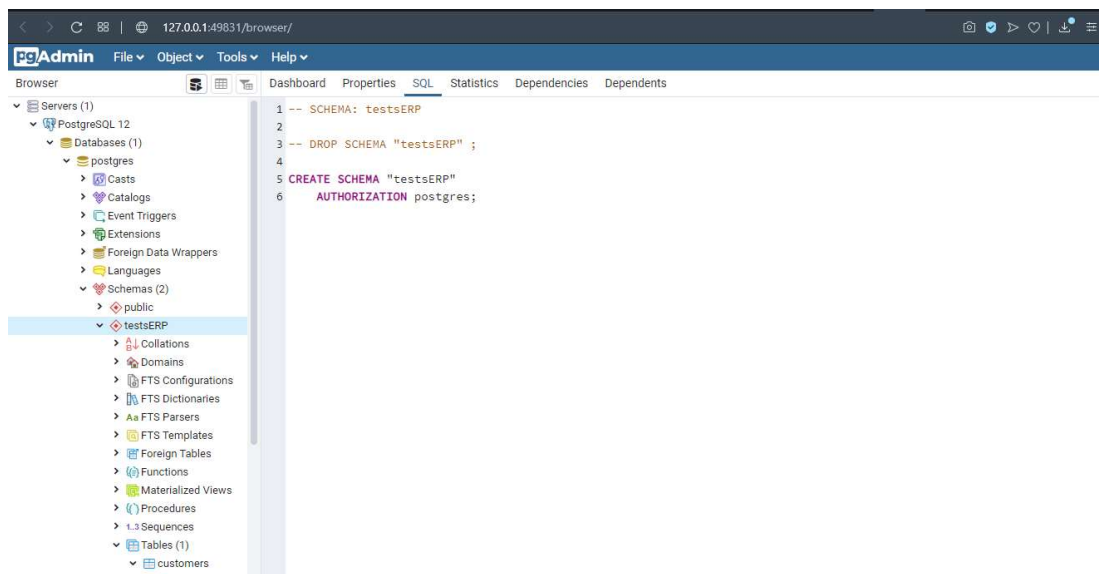 127.0.0.1:49831/browser/
pgAdmin File Object Tools Help
Browser
Dashboard Properties SQL Statistics Dependencies Dependents
Servers (1)
PostgreSQL 12
Databases (1)
postgres
Casts
Catalogs
Event Triggers
Extensions
Foreign Data Wrappers
Languages
Schemas (2)
public
testsERP
Collations
Domains
FTS Configurations
FTS Dictionaries
Aa FTS Parsers
FTS Templates
Foreign Tables
Functions
Materialized Views
Procedures
1..3 Sequences
Tables (1)
customers
1 -- SCHEMA: testsERP
2
3 -- DROP SCHEMA "testsERP" ;
4
5 CREATE SCHEMA "testsERP"
6 AUTHORIZATION postgres;